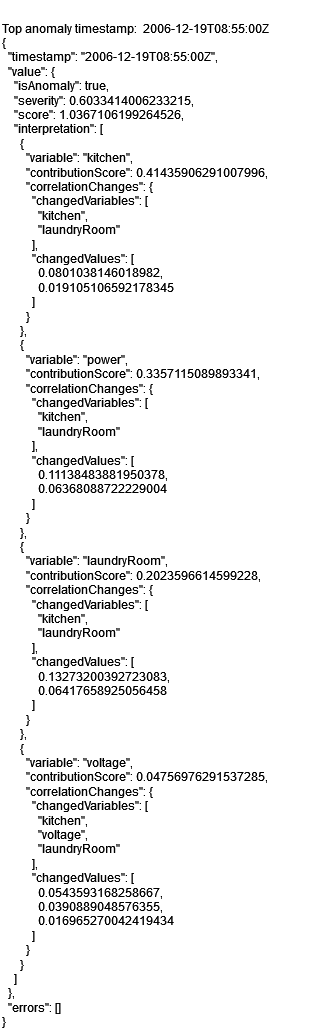 Top anomaly timestamp:  2006-12-19T08:55:00Z
{
  "timestamp": "2006-12-19T08:55:00Z",
  "value": {
    "isAnomaly": true,
    "severity": 0.6033414006233215,
    "score": 1.0367106199264526,
    "interpretation": [
      {
        "variable": "kitchen",
        "contributionScore": 0.41435906291007996,
        "correlationChanges": {
          "changedVariables": [
            "kitchen",
            "laundryRoom"
          ],
          "changedValues": [
            0.0801038146018982,
            0.019105106592178345
          ]
        }
      },
      {
        "variable": "power",
        "contributionScore": 0.3357115089893341,
        "correlationChanges": {
          "changedVariables": [
            "kitchen",
            "laundryRoom"
          ],
          "changedValues": [
            0.11138483881950378,
            0.06368088722229004
          ]
        }
      },
      {
        "variable": "laundryRoom",
        "contributionScore": 0.2023596614599228,
        "correlationChanges": {
          "changedVariables": [
            "kitchen",
            "laundryRoom"
          ],
          "changedValues": [
            0.13273200392723083,
            0.06417658925056458
          ]
        }
      },
      {
        "variable": "voltage",
        "contributionScore": 0.04756976291537285,
        "correlationChanges": {
          "changedVariables": [
            "kitchen",
            "voltage",
            "laundryRoom"
          ],
          "changedValues": [
            0.0543593168258667,
            0.0390889048576355,
            0.016965270042419434
          ]
        }
      }
    ]
  },
  "errors": []
}